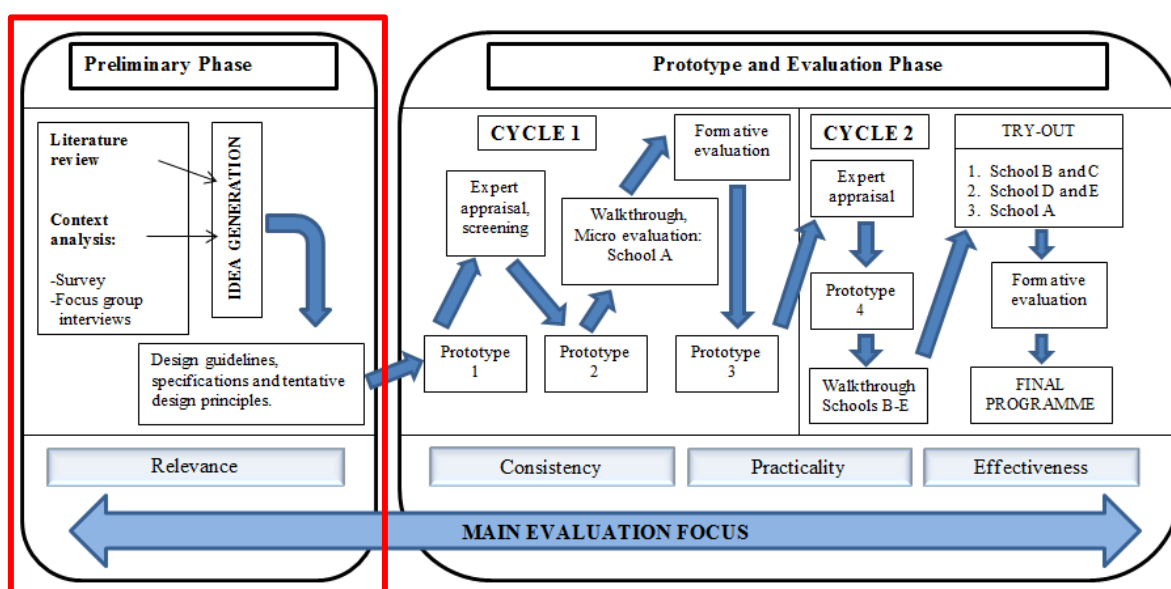 Preliminary Phase
Literature
review
Context
analysis:
-Survey
-Focus group
interviews
IDEA GENERATION
Design guidelines,
specifications and tentative
design principles.
Relevance
Prototype and Evaluation Phase
CYCLE 1
Prototype
1
Expert
appraisal,
screening
Prototype
2
Walkthrough,
Micro evaluation:
School A
Formative
evaluation
Prototype
3
CYCLE 2
Expert
appraisal
Prototype
4
Walkthrough
Schools B-E
TRY-OUT
1. School B and C
2. School D and E
3. School A
Formative
evaluation
FINAL
PROGRAMME
Consistency
Practicality
Effectiveness
MAIN EVALUATION FOCUS